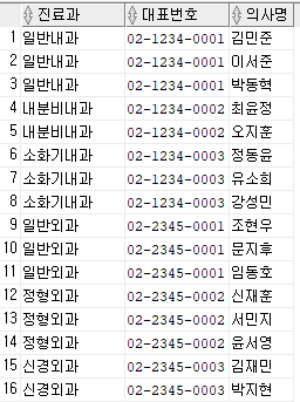 진료과 대표번호 의사명
1 일반내과 02-1234-0001 김민준
2 일반내과 02-1234-0001 이서준
3 일반내과 02-1234-0001 박동혁
4 내분비내과 02-1234-0002 최윤정
5 내분비내과 02-1234-0002 오지훈
6 소화기내과 02-1234-0003 정동윤
7 소화기내과 02-1234-0003 유소희
8 소화기내과 02-1234-0003 강성민
9 일반외과 02-2345-0001 조현우
10 일반외과 02-2345-0001 문지후
11 일반외과 02-2345-0001 임동호
12 정형외과 02-2345-0002 신재훈
13 정형외과 02-2345-0002 서민지
14 정형외과 02-2345-0002 윤서영
15 신경외과 02-2345-0003 김재민
16 신경외과 02-2345-0003 박지현